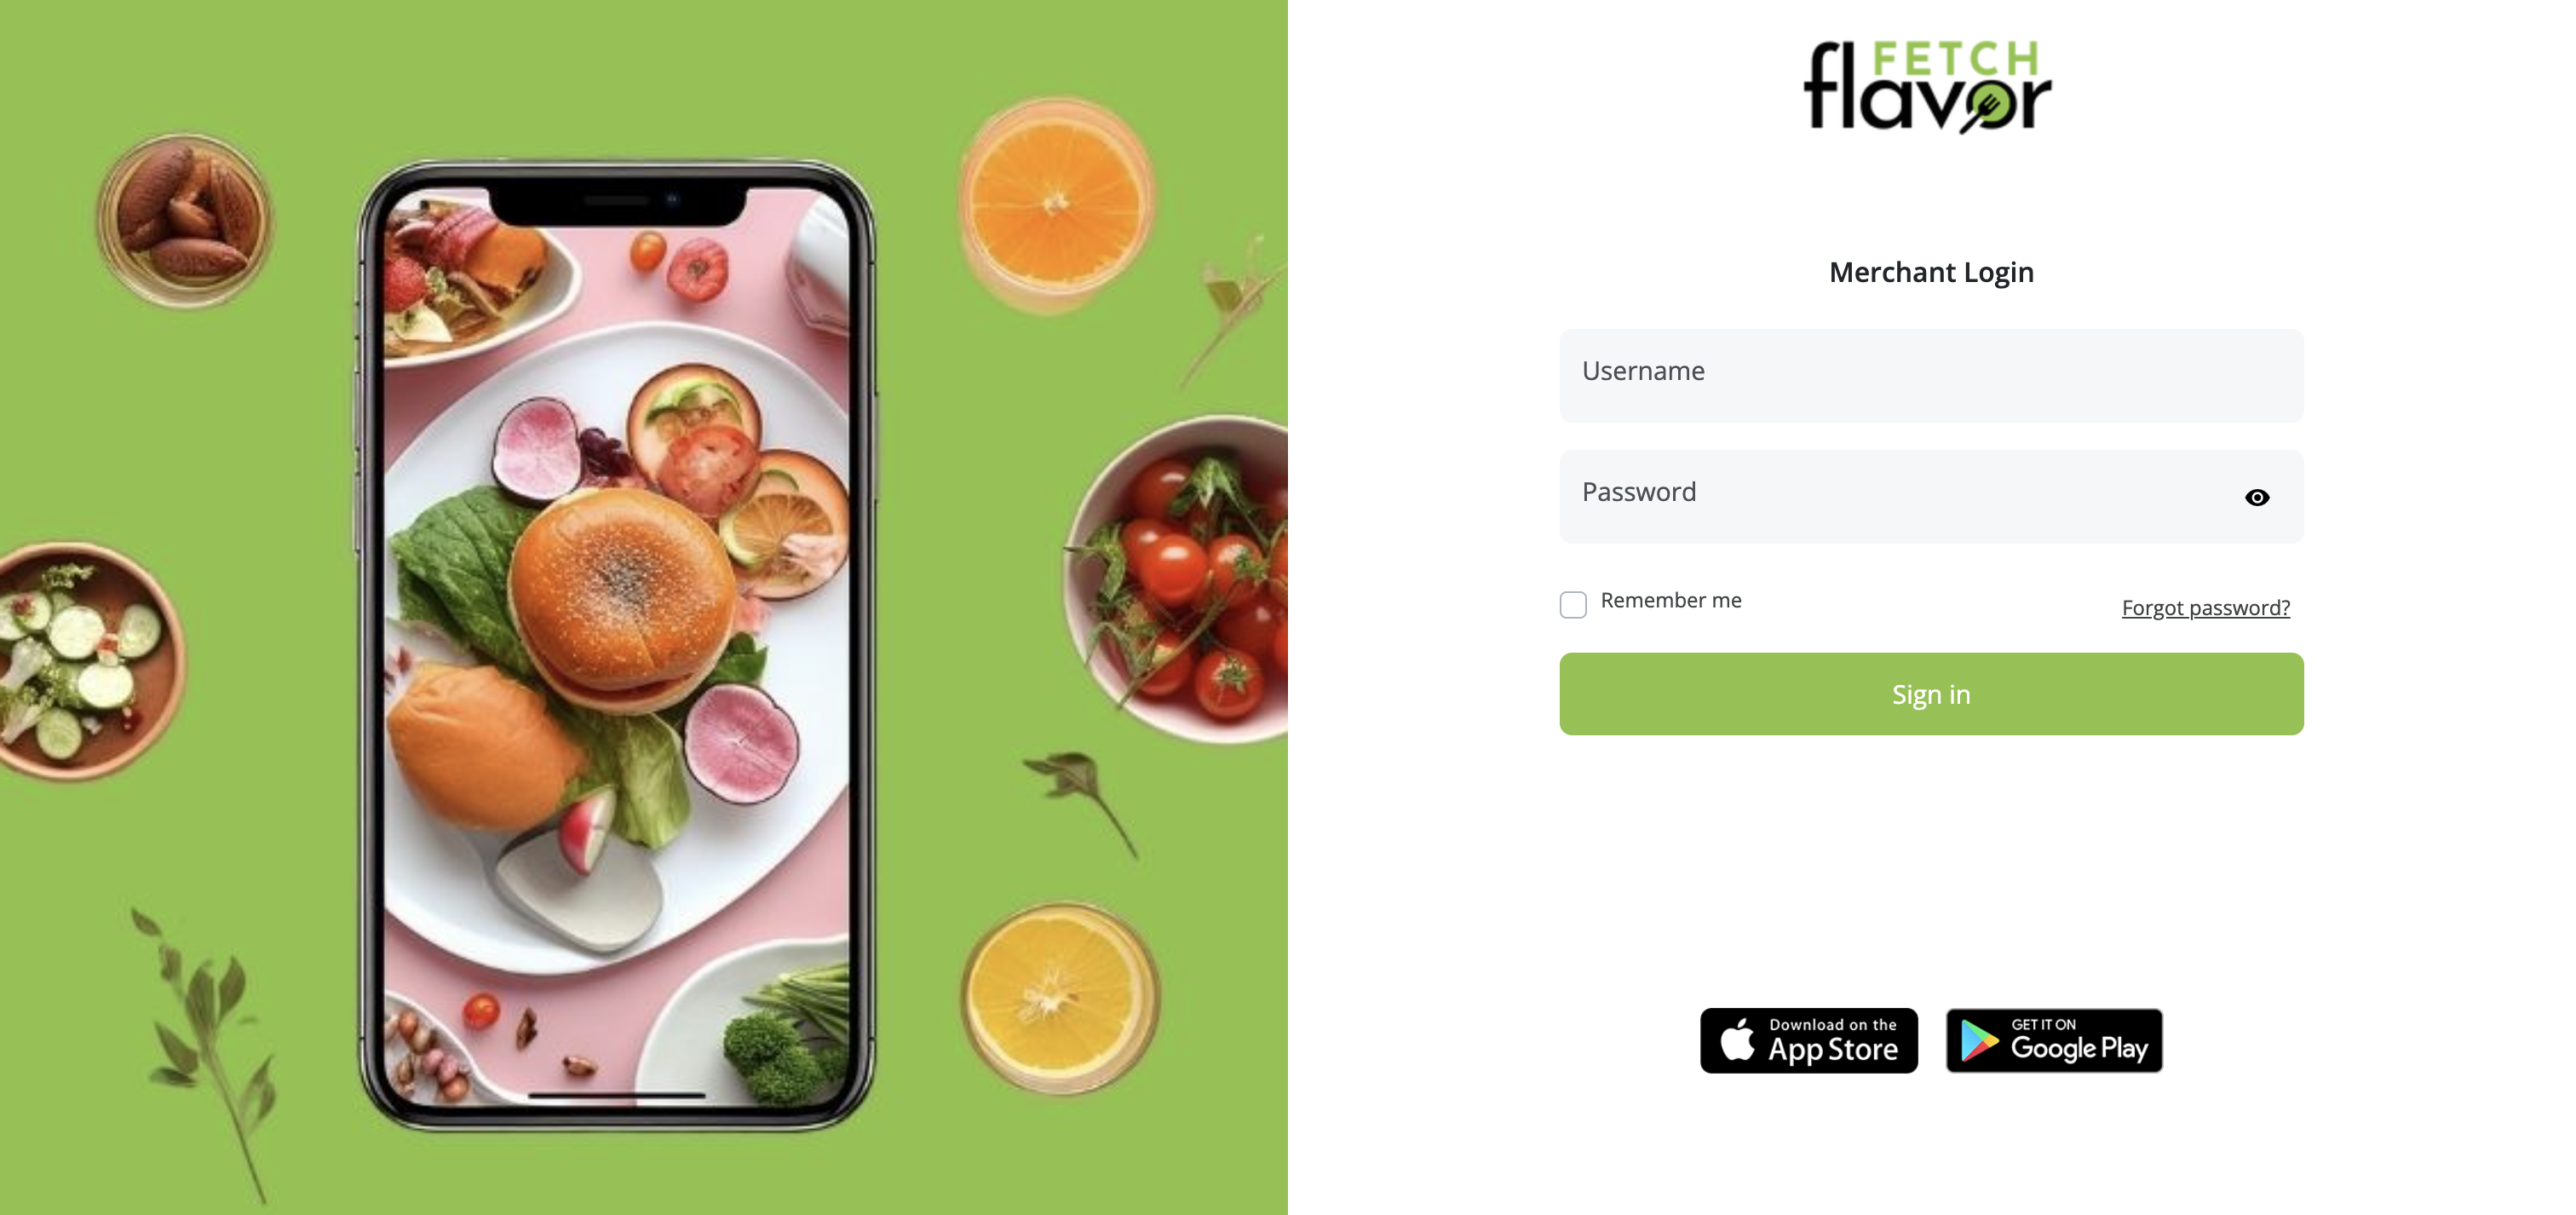 FETCH
flavor
Merchant Login
Username
Password
Remember me
Forgot password?
Sign in
Download on the
App Store
GET IT ON
Google Play